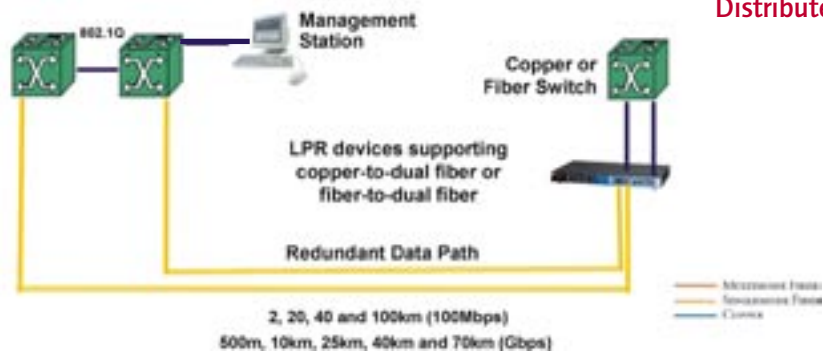 Distribute
802.1Q
Management
Station
Copper or
Fiber Switch
LPR devices supporting
copper-to-dual fiber or
fiber-to-dual fiber
Redundant Data Path
2, 20, 40 and 100km (100Mbps)
500m, 10km, 25km, 40km and 70km (Gbps)
Copper